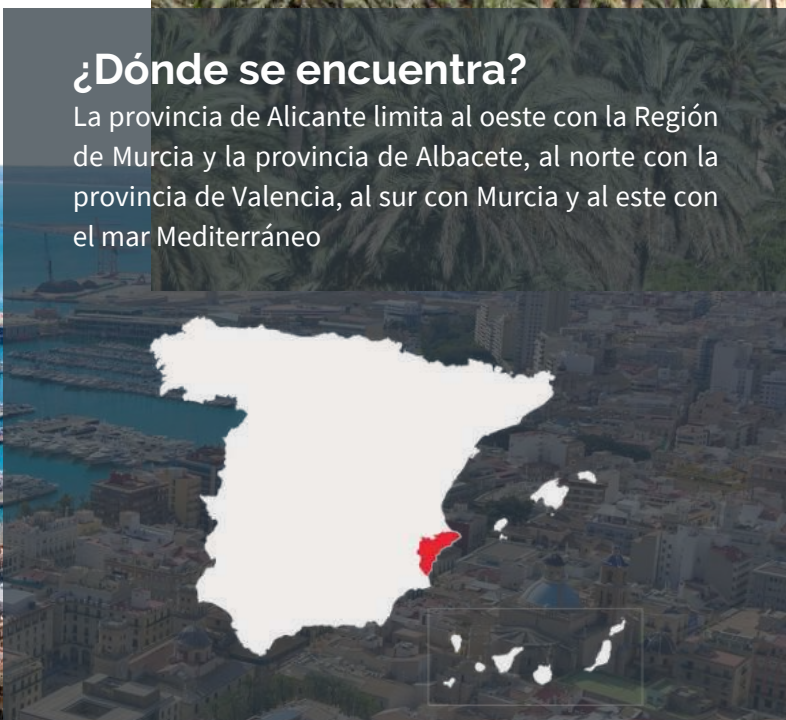 ¿Dónde se encuentra?
La provincia de Alicante limita al oeste con la Región
de Murcia y la provincia de Albacete, al norte con la
provincia de Valencia, al sur con Murcia y al este con
el mar Mediterráneo